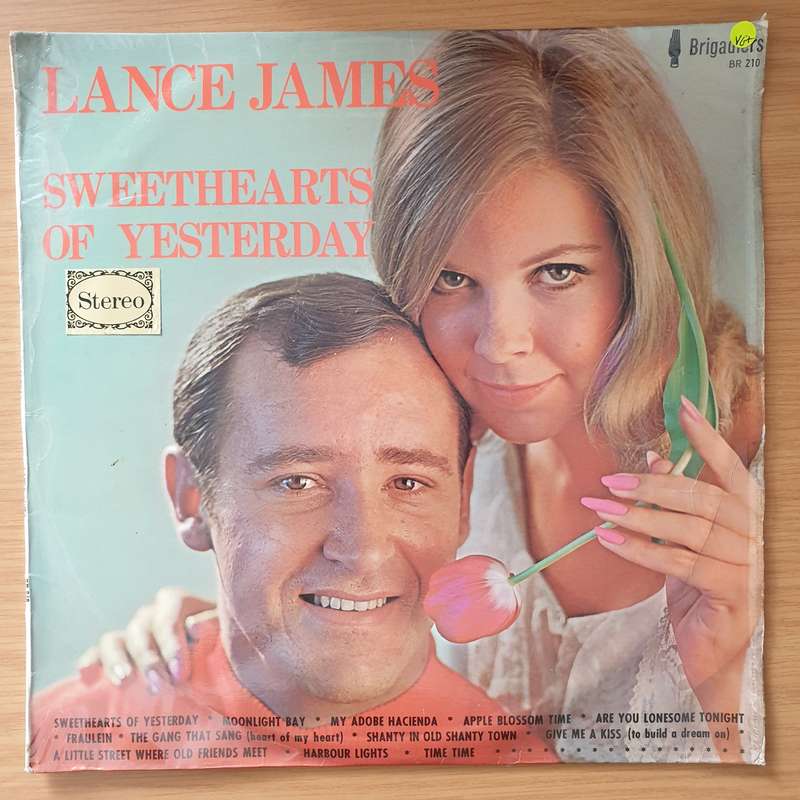 LANCE JAMES
SWEETHEARTS
OF YESTERDAY
Stereo
VG+
BR 210
SWEETHEARTS OF YESTERDAY * MOONLIGHT BAY * MY ADOBE HACIENDA * APPLE BLOSSOM TIME * ARE YOU LONESOME TONIGHT
* FRAULEIN * THE GANG THAT SANG (heart of my heart) * SHANTY IN OLD SHANTY TOWN * GIVE ME A KISS (to build a dream on) *
A LITTLE STREET WHERE OLD FRIENDS MEET * HARBOUR LIGHTS * TIME TIME * * * * * * * * * * * * * * *